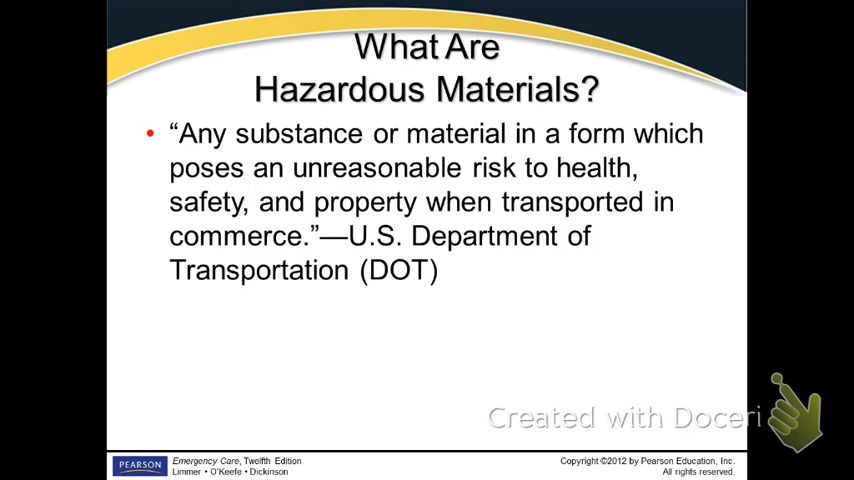 What Are
Hazardous Materials?
• “Any substance or material in a form which
poses an unreasonable risk to health,
safety, and property when transported in
commerce.”—U.S. Department of
Transportation (DOT)
Created with Doceri
PEARSON
Emergency Care, Twelfth Edition
Limmer • O'Keefe • Dickinson
Copyright ©2012 by Pearson Education, Inc.
All rights reserved.